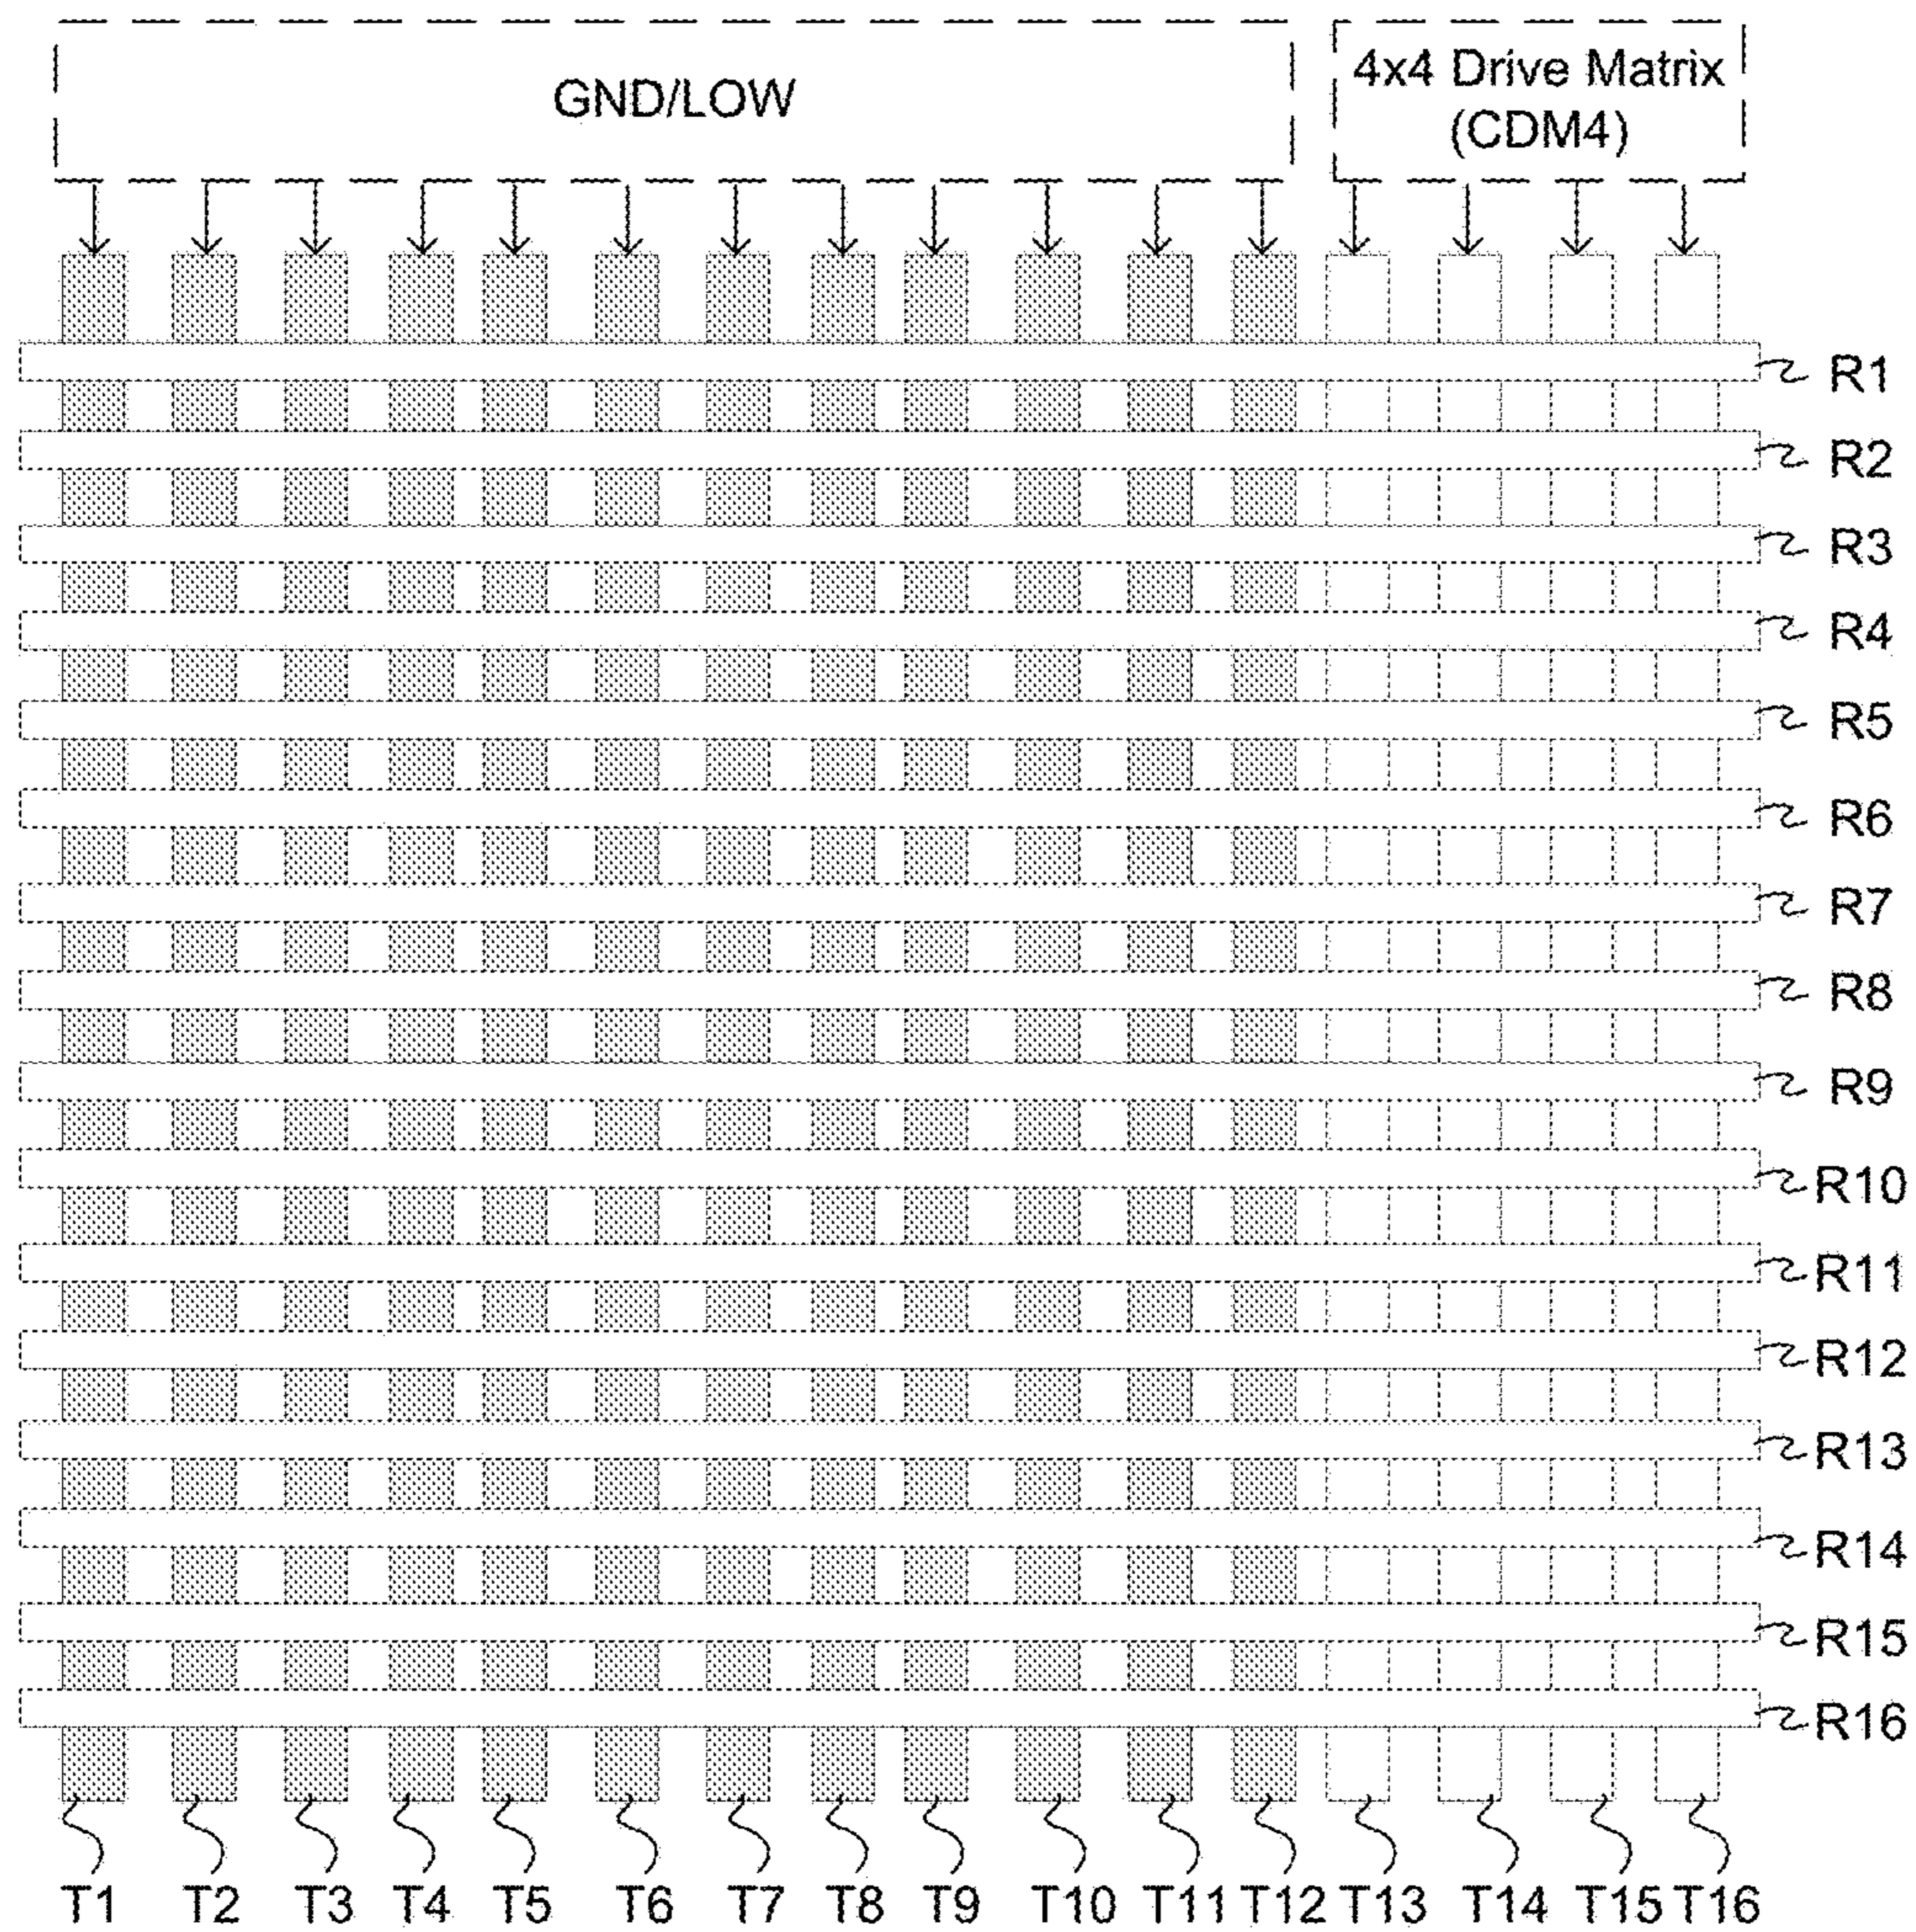 GND/LOW
4x4 Drive Matrix
(CDM4)
R1
R2
R3
R4
R5
R6
R7
R8
R9
R10
R11
R12
R13
R14
R15
R16
T1 T2 T3 T4 T5 T6 T7 T8 T9 T10 T11 T12 T13 T14 T15 T16